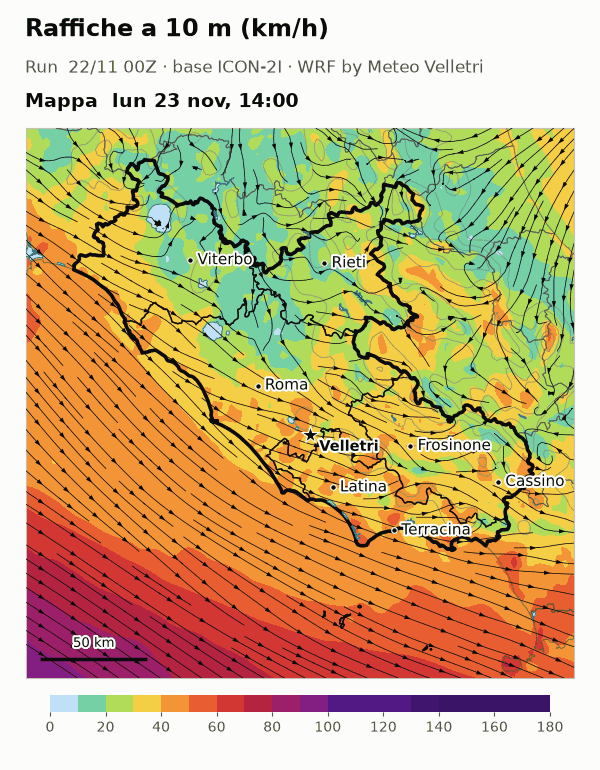 Raffiche a 10 m (km/h)
Run 22/11 00Z · base ICON-2I · WRF by Meteo Velletri
Mappa lun 23 nov, 14:00
Viterbo
Rieti
Roma
Velletri
Frosinone
Cassino
Latina
Terracina
50 km
0 20 40 60 80 100 120 140 160 180